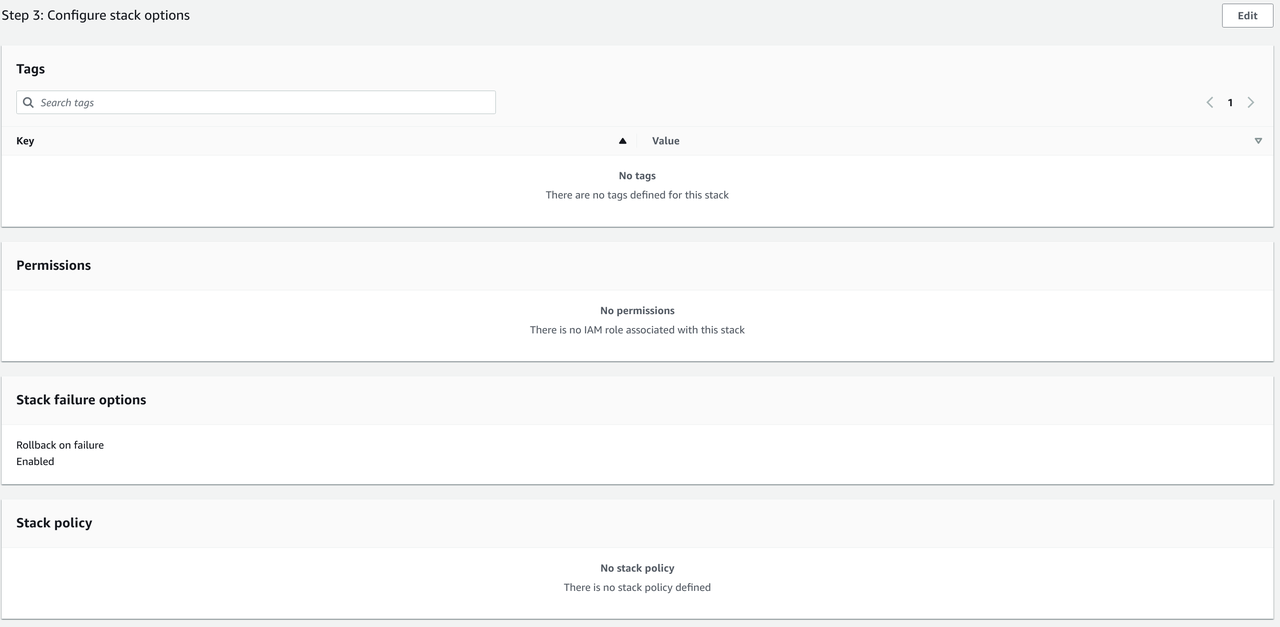 Step 3: Configure stack options
Edit
Tags
Search tags
1
Key
Value
No tags
There are no tags defined for this stack
Permissions
No permissions
There is no IAM role associated with this stack
Stack failure options
Rollback on failure
Enabled
Stack policy
No stack policy
There is no stack policy defined